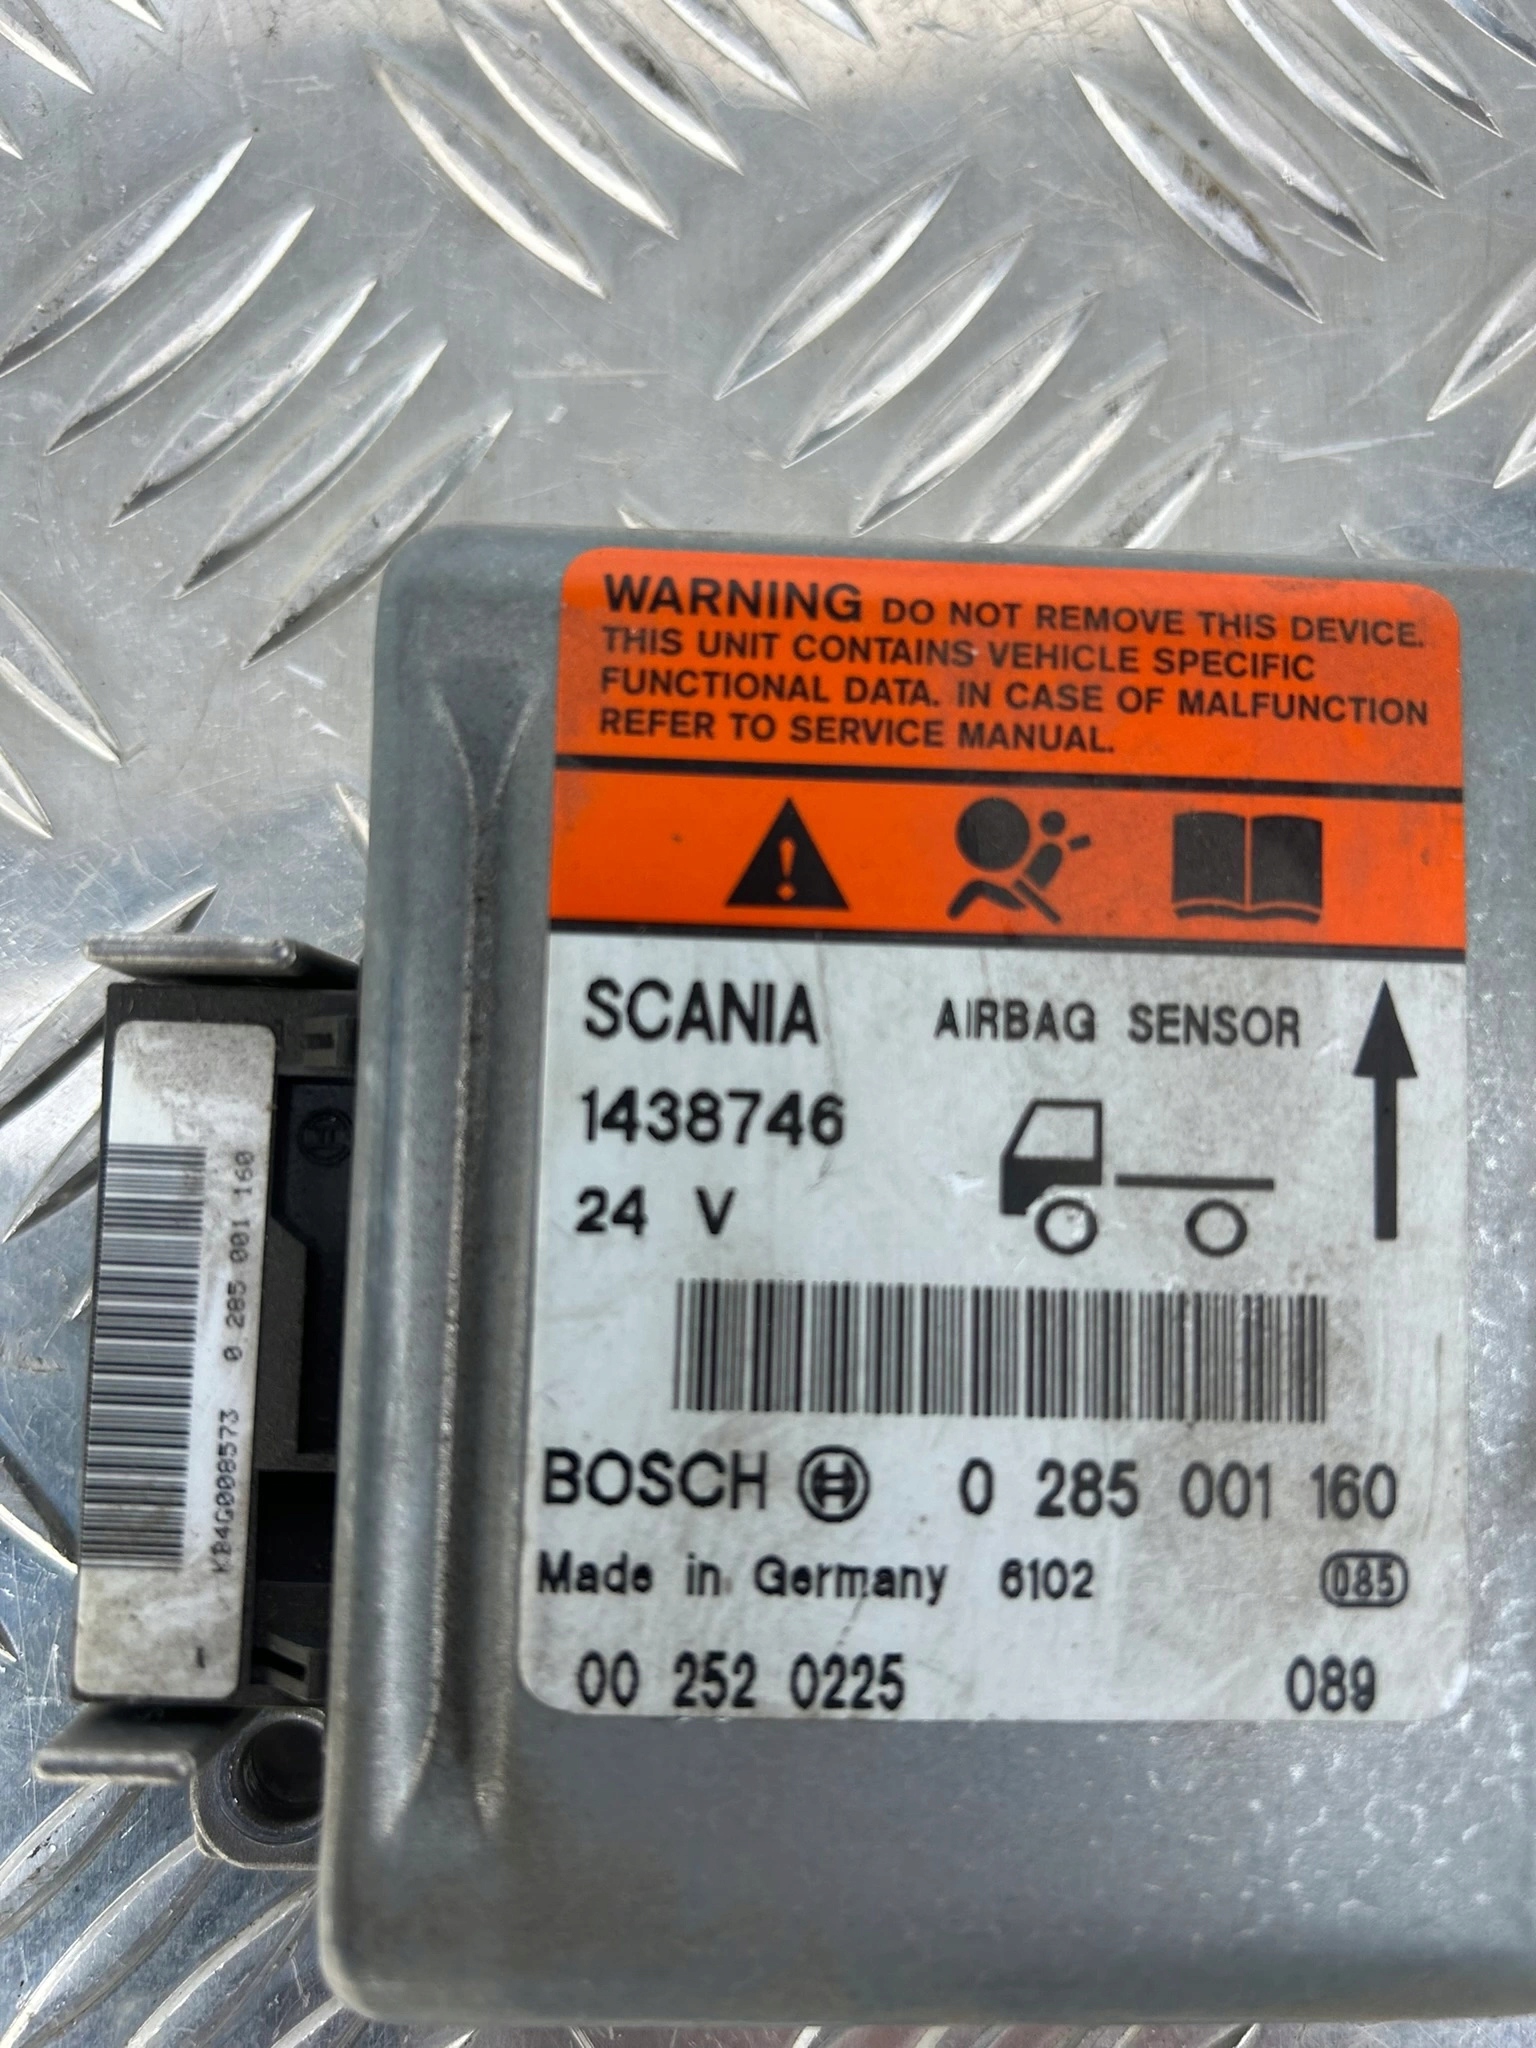 WARNING DO NOT REMOVE THIS DEVICE.
THIS UNIT CONTAINS VEHICLE SPECIFIC
FUNCTIONAL DATA. IN CASE OF MALFUNCTION
REFER TO SERVICE MANUAL.
SCANIA AIRBAG SENSOR
1438746
24 V
BOSCH 0 285 001 160
Made in Germany 6102 085
00 252 0225 089
KB4G008573 0 285 001 160
1